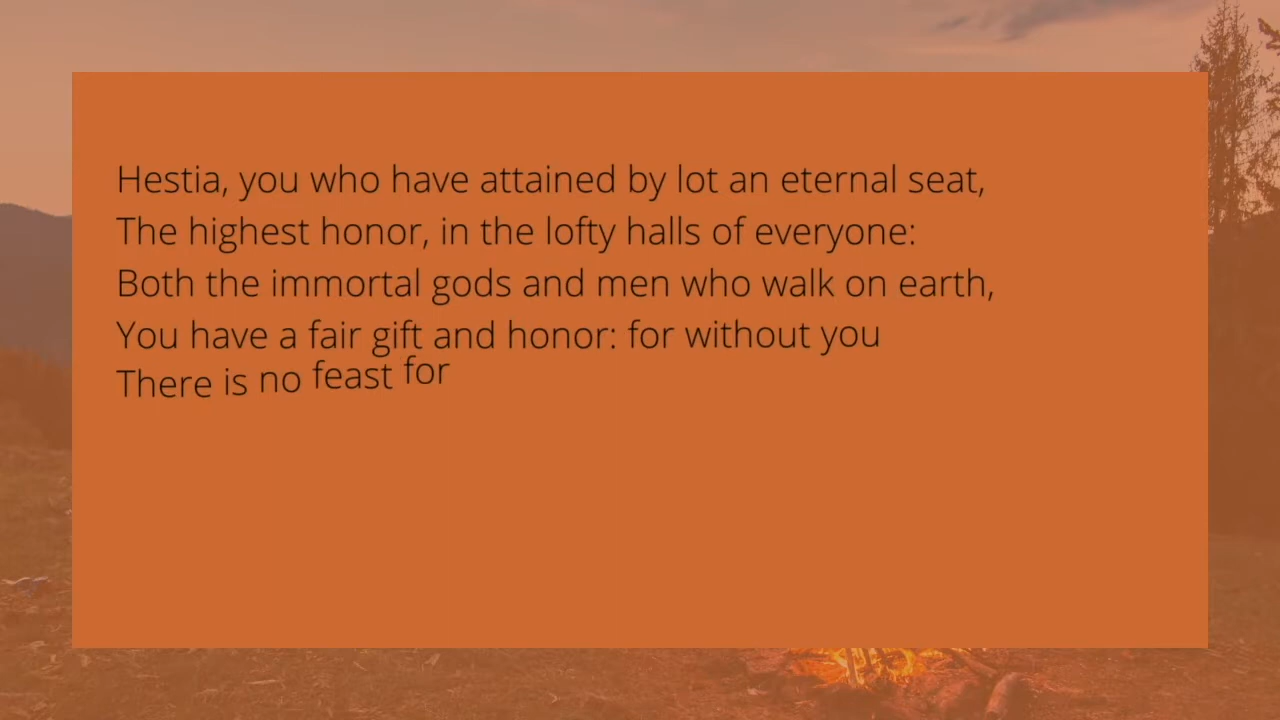 Hestia, you who have attained by lot an eternal seat,
The highest honor, in the lofty halls of everyone:
Both the immortal gods and men who walk on earth,
You have a fair gift and honor: for without you
There is no feast for